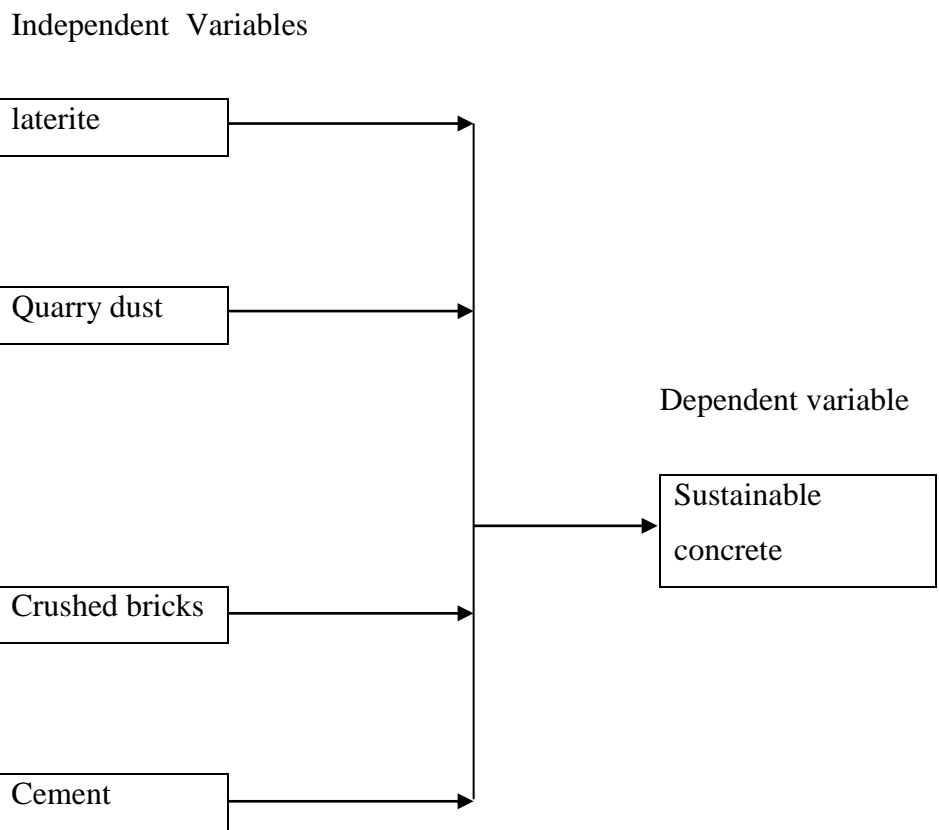 Independent Variables
laterite
Quarry dust
Dependent variable
Sustainable
concrete
Crushed bricks
Cement